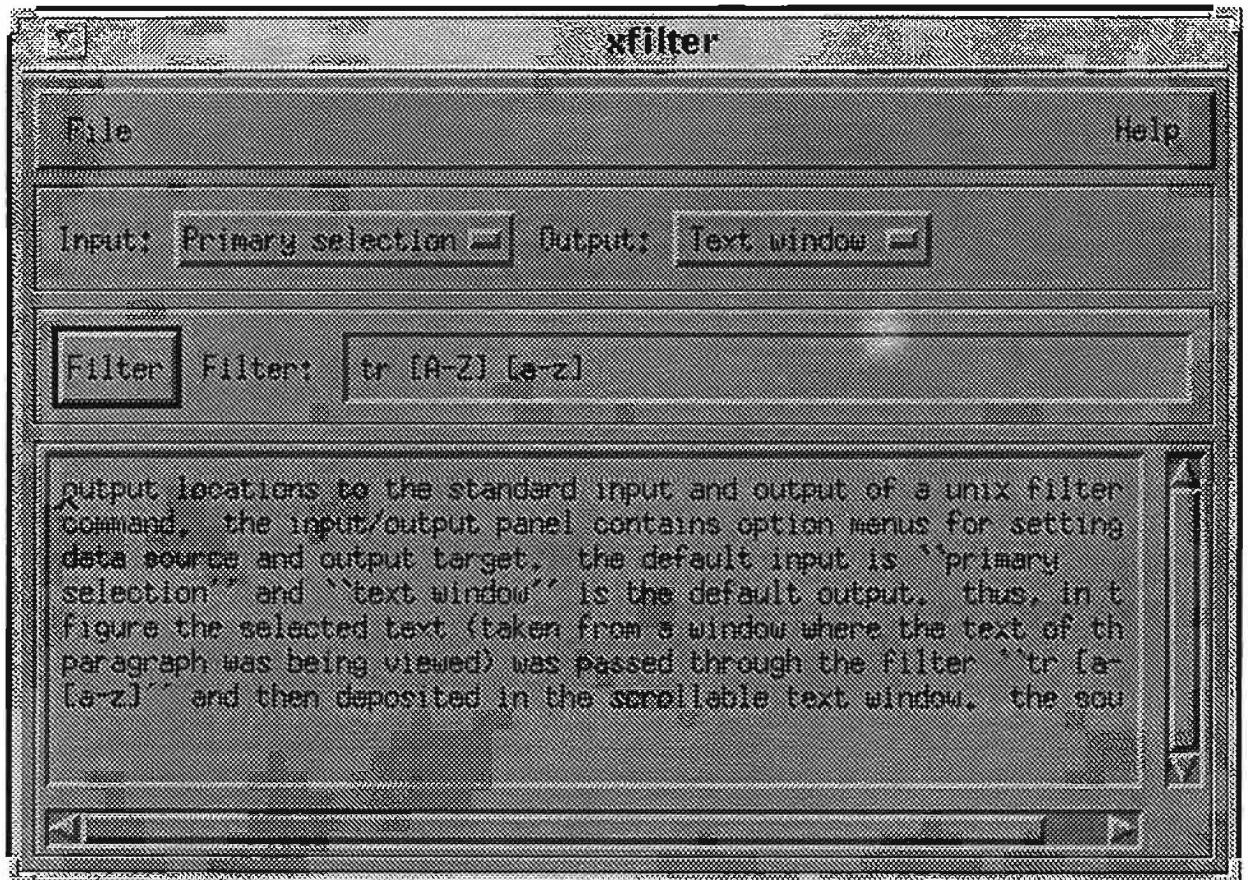 xfilter
File Help
Input: Primary selection Output: Text window
Filter Filter: tr [A-Z] [a-z]
output locations to the standard input and output of a unix filter
command. the input/output panel contains option menus for setting
data source and output target. the default input is ``primary
selection'' and ``text window'' is the default output. thus, in t
figure the selected text (taken from a window where the text of th
paragraph was being viewed) was passed through the filter ``tr [a-
[a-z]'' and then deposited in the scrollable text window. the sou